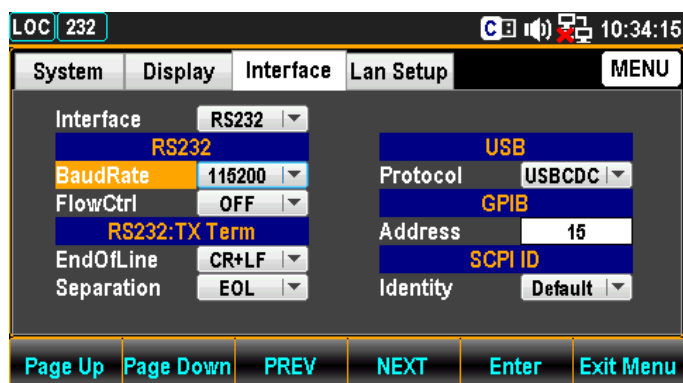 LOC 232 C 10:34:15
System Display Interface Lan Setup MENU
Interface RS232
RS232 USB
BaudRate 115200 Protocol USBCDC
FlowCtrl OFF GPIB
RS232:TX Term Address 15
EndOfLine CR+LF SCPI ID
Separation EOL Identity Default
Page Up Page Down PREV NEXT Enter Exit Menu